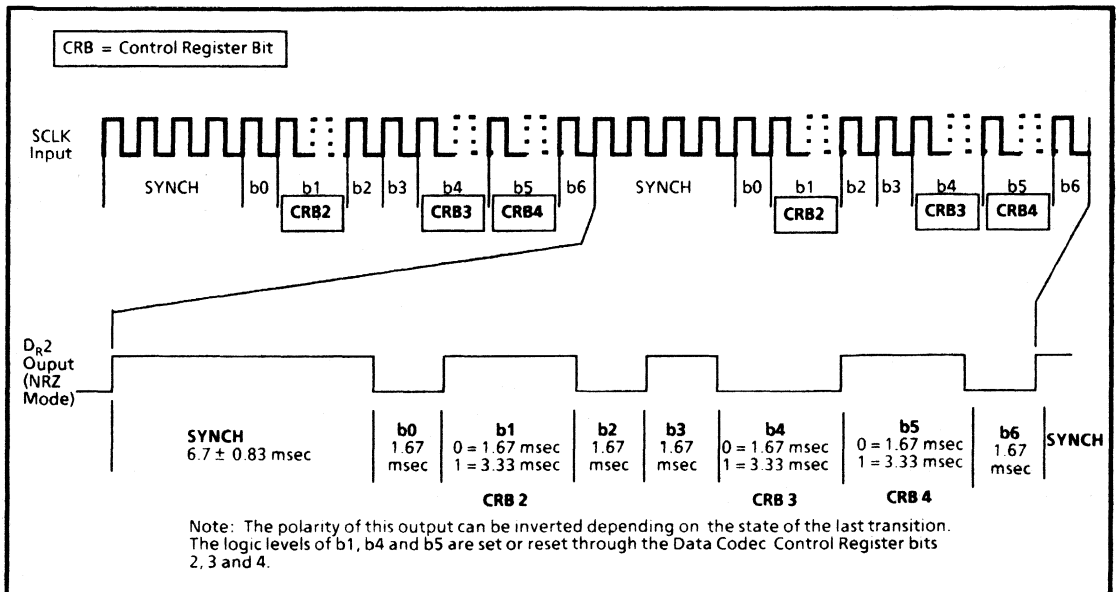 CRB = Control Register Bit
SCLK
Input
SYNCH b0 b1 b2 b3 b4 b5 b6 SYNCH b0 b1 b2 b3 b4 b5 b6
CRB2 CRB3 CRB4 CRB2 CRB3 CRB4
DR2
Ouput
(NRZ
Mode)
SYNCH
6.7 ± 0.83 msec
b0
1.67
msec
b1
0 = 1.67 msec
1 = 3.33 msec
CRB 2
b2
1.67
msec
b3
1.67
msec
b4
0 = 1.67 msec
1 = 3.33 msec
CRB 3
b5
0 = 1.67 msec
1 = 3.33 msec
CRB 4
b6
1.67
msec
SYNCH
Note: The polarity of this output can be inverted depending on the state of the last transition.
The logic levels of b1, b4 and b5 are set or reset through the Data Codec Control Register bits
2, 3 and 4.